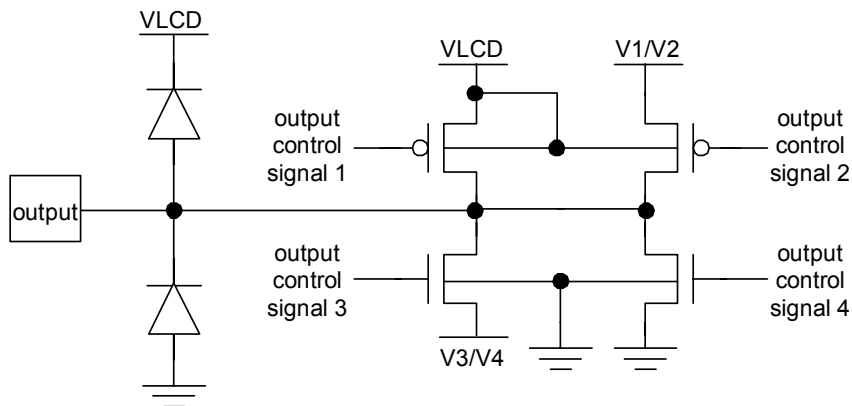 VLCD
VLCD
V1/V2
output
control
signal 1
output
control
signal 2
output
output
control
signal 3
output
control
signal 4
V3/V4